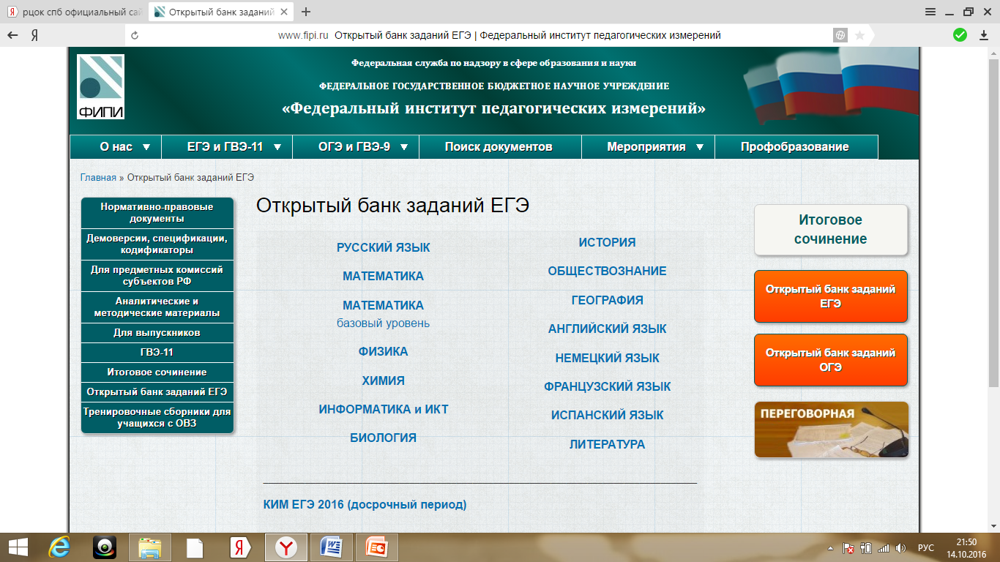 рцок спб официальный сай
Открытый банк заданий
www.fipi.ru Открытый банк заданий ЕГЭ | Федеральный институт педагогических измерений
ФИПИ
Федеральная служба по надзору в сфере образования и науки
ФЕДЕРАЛЬНОЕ ГОСУДАРСТВЕННОЕ БЮДЖЕТНОЕ НАУЧНОЕ УЧРЕЖДЕНИЕ
«Федеральный институт педагогических измерений»
О нас ЕГЭ и ГВЭ-11 ОГЭ и ГВЭ-9 Поиск документов Мероприятия Профобразование
Главная » Открытый банк заданий ЕГЭ
Нормативно-правовые
документы
Демоверсии, спецификации,
кодификаторы
Для предметных комиссий
субъектов РФ
Аналитические и
методические материалы
Для выпускников
ГВЭ-11
Итоговое сочинение
Открытый банк заданий ЕГЭ
Тренировочные сборники для
учащихся с ОВЗ
Открытый банк заданий ЕГЭ
РУССКИЙ ЯЗЫК
МАТЕМАТИКА
МАТЕМАТИКА
базовый уровень
ФИЗИКА
ХИМИЯ
ИНФОРМАТИКА и ИКТ
БИОЛОГИЯ
ИСТОРИЯ
ОБЩЕСТВОЗНАНИЕ
ГЕОГРАФИЯ
АНГЛИЙСКИЙ ЯЗЫК
НЕМЕЦКИЙ ЯЗЫК
ФРАНЦУЗСКИЙ ЯЗЫК
ИСПАНСКИЙ ЯЗЫК
ЛИТЕРАТУРА
КИМ ЕГЭ 2016 (досрочный период)
Итоговое
сочинение
Открытый банк заданий
ЕГЭ
Открытый банк заданий
ОГЭ
ПЕРЕГОВОРНАЯ
РУС
21:50
14.10.2016